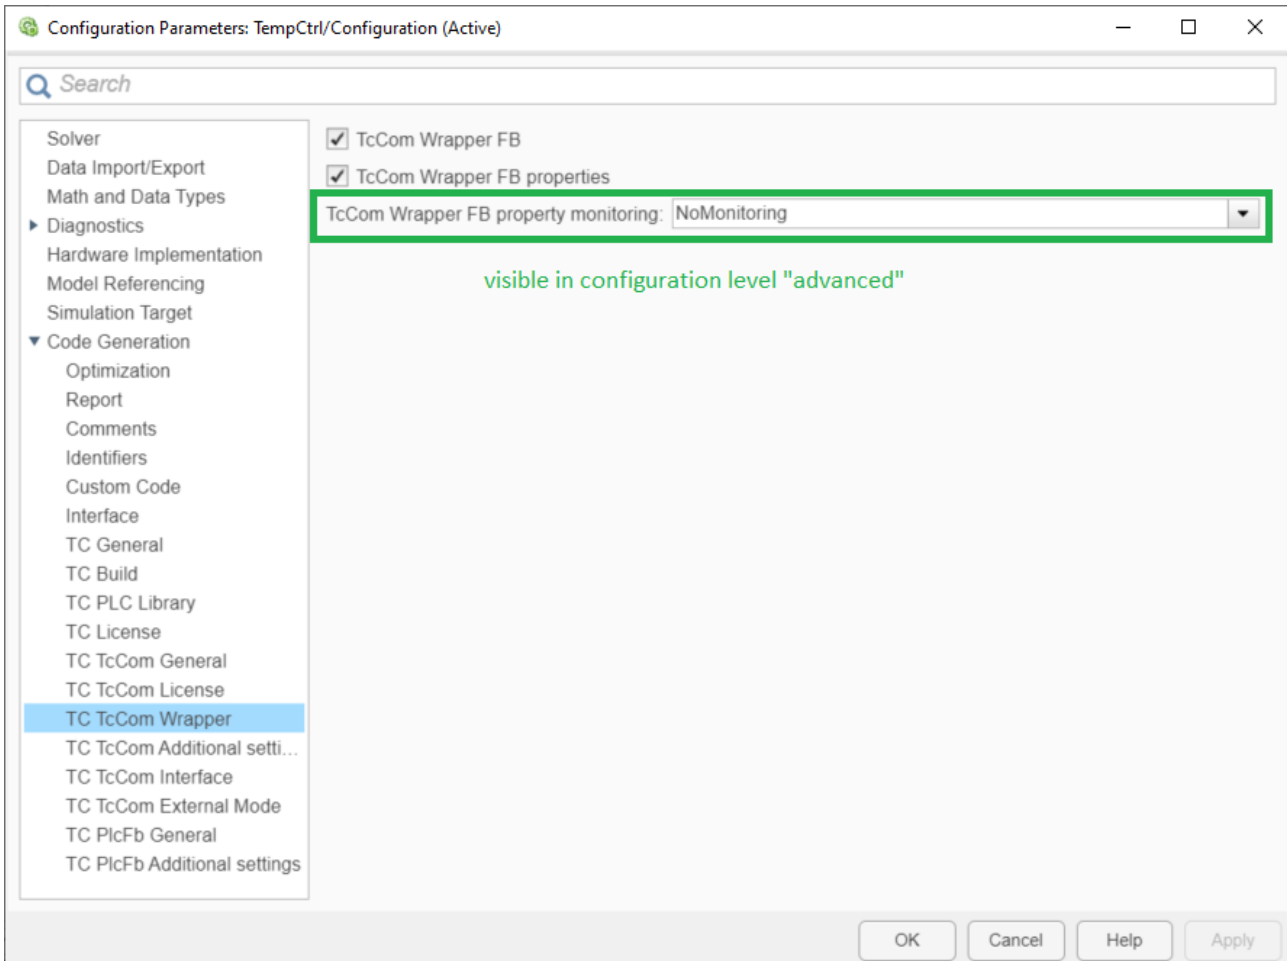 Configuration Parameters: TempCtrl/Configuration (Active)
Search
Solver
Data Import/Export
Math and Data Types
Diagnostics
Hardware Implementation
Model Referencing
Simulation Target
Code Generation
Optimization
Report
Comments
Identifiers
Custom Code
Interface
TC General
TC Build
TC PLC Library
TC License
TC TcCom General
TC TcCom License
TC TcCom Wrapper
TC TcCom Additional setti...
TC TcCom Interface
TC TcCom External Mode
TC PlcFb General
TC PlcFb Additional settings
TcCom Wrapper FB
TcCom Wrapper FB properties
TcCom Wrapper FB property monitoring: NoMonitoring
visible in configuration level "advanced"
OK Cancel Help Apply